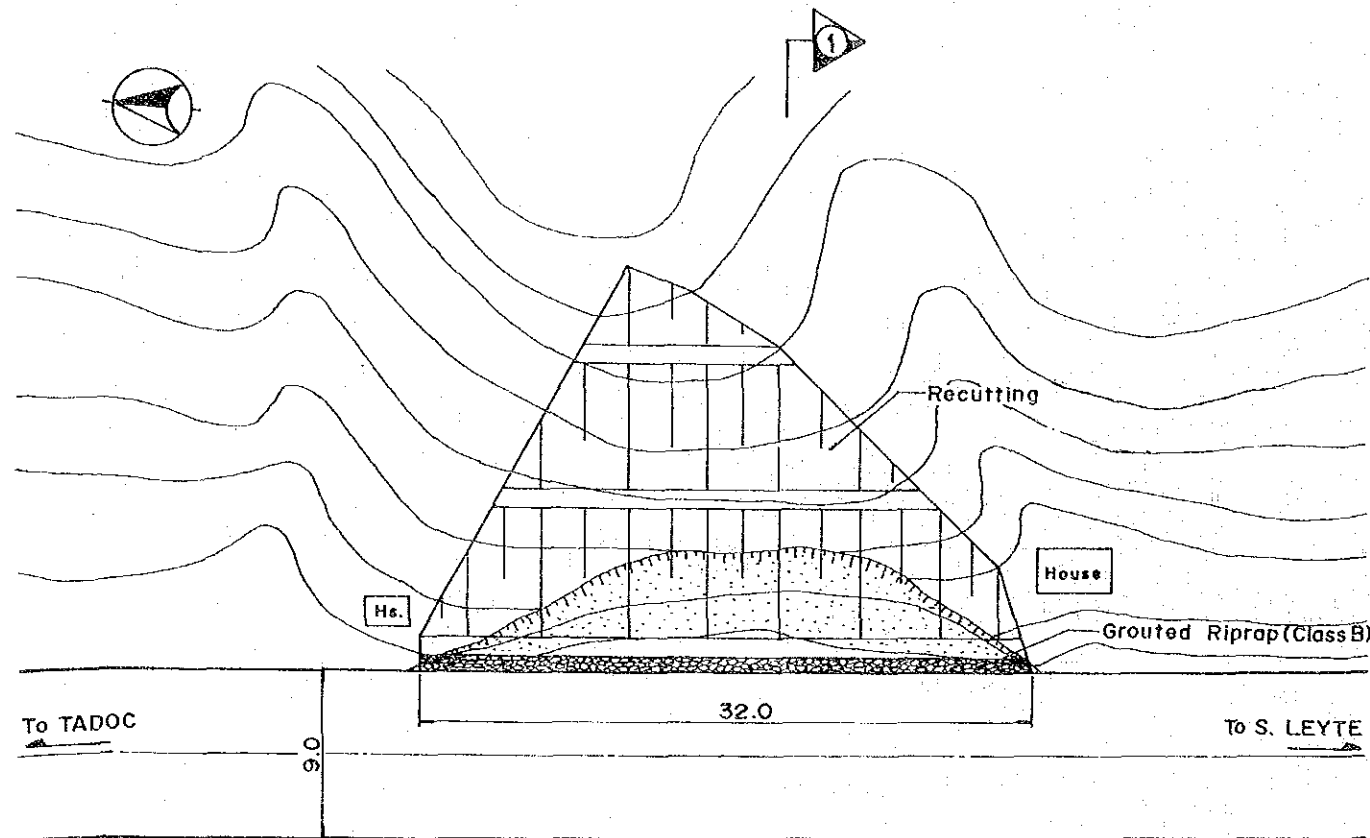 1
Recutting
House
Hs.
Grouted Riprap (Class B)
32.0
To TADOC
To S. LEYTE
9.0